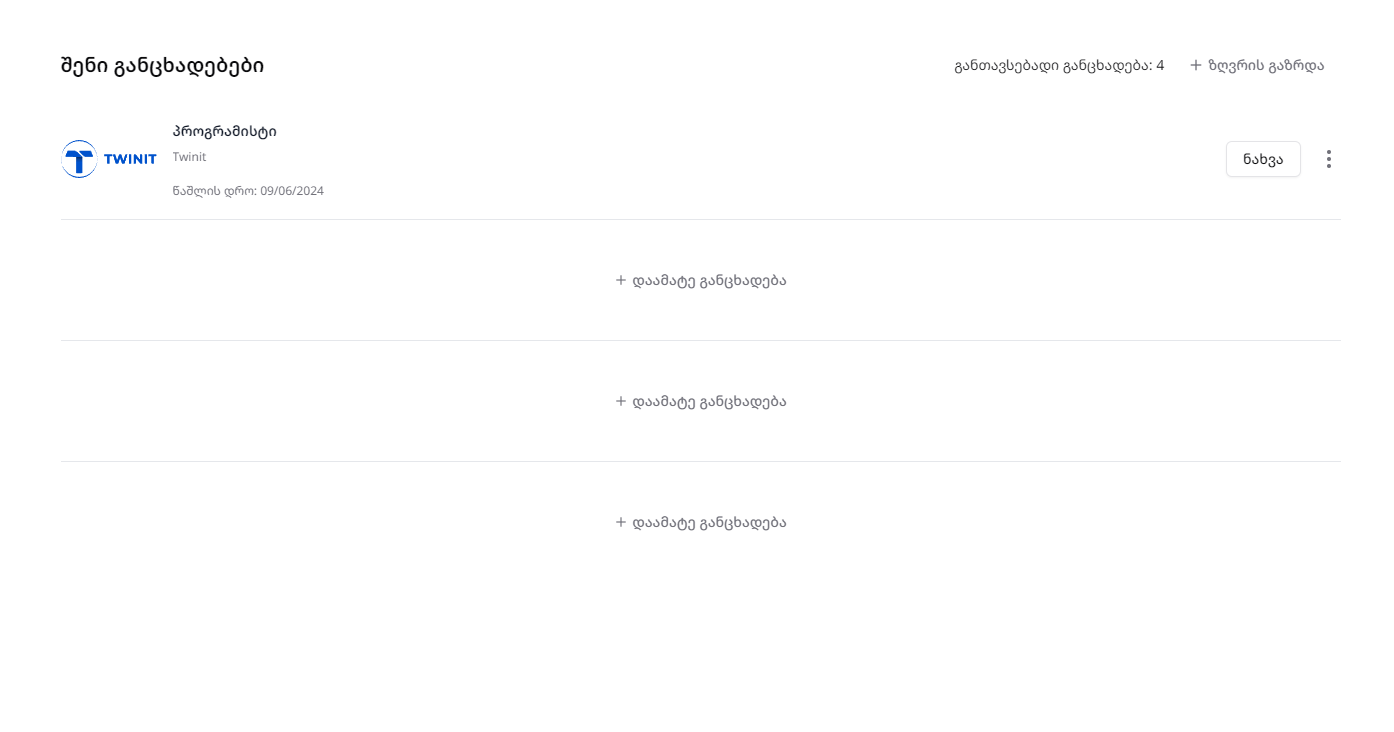 შენი განცხადებები
განთავსებადი განცხადება: 4
+ ზღვრის გაზრდა
პროგრამისტი
TWINIT
Twinit
წაშლის დრო: 09/06/2024
ნახვა
+ დაამატე განცხადება
+ დაამატე განცხადება
+ დაამატე განცხადება